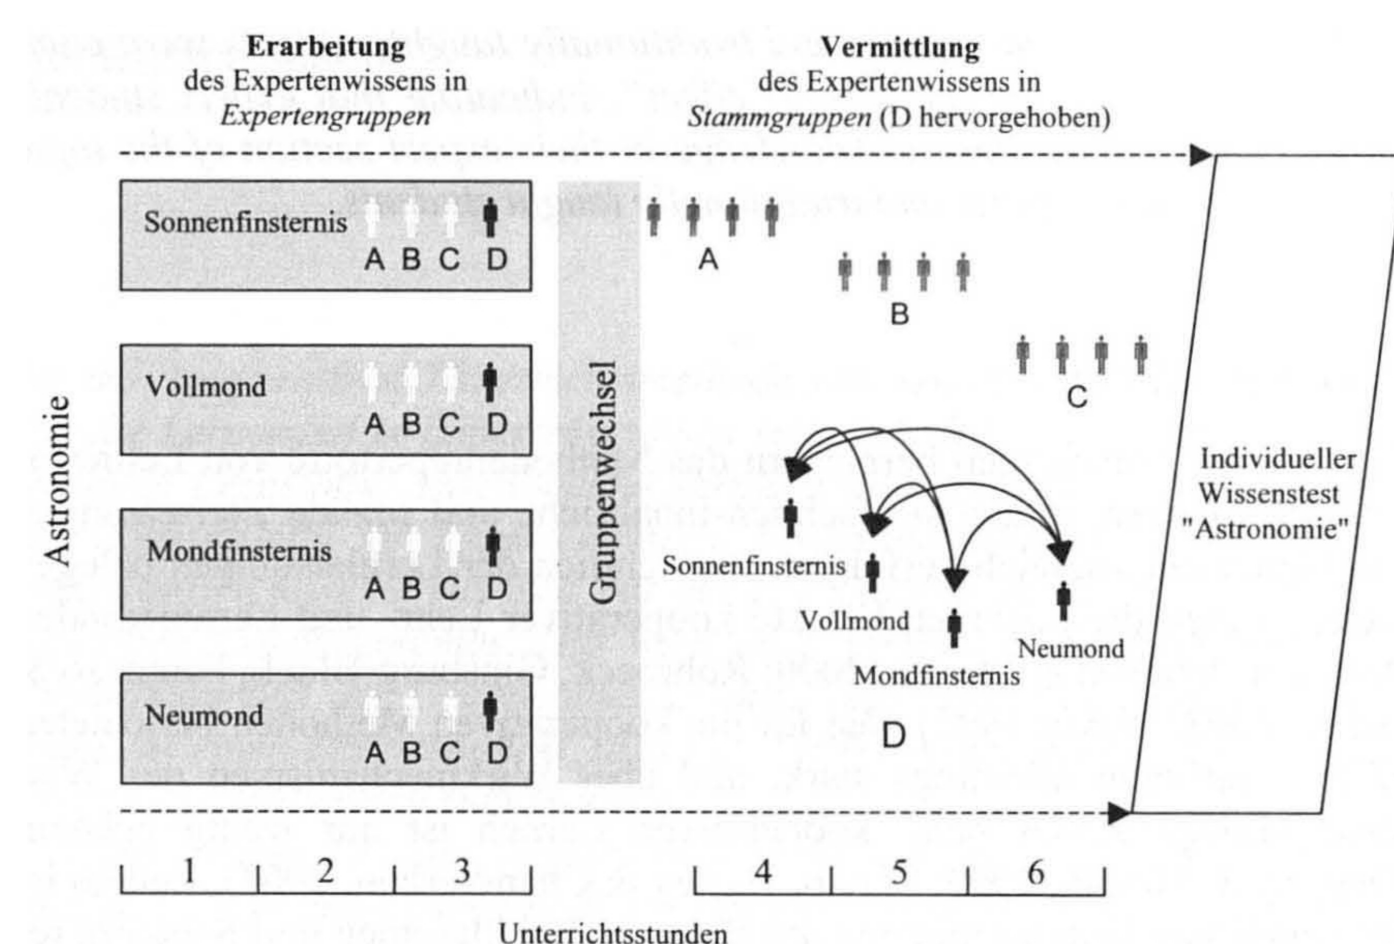 Erarbeitung
des Expertenwissens in
Expertengruppen
Vermittlung
des Expertenwissens in
Stammgruppen (D hervorgehoben)
Astronomie
Sonnenfinsternis
A B C D
Vollmond
A B C D
Mondfinsternis
A B C D
Neumond
A B C D
Gruppenwechsel
A
B
C
Sonnenfinsternis
Vollmond
Mondfinsternis
Neumond
D
Individueller
Wissenstest
"Astronomie"
1 2 3 4 5 6
Unterrichtsstunden